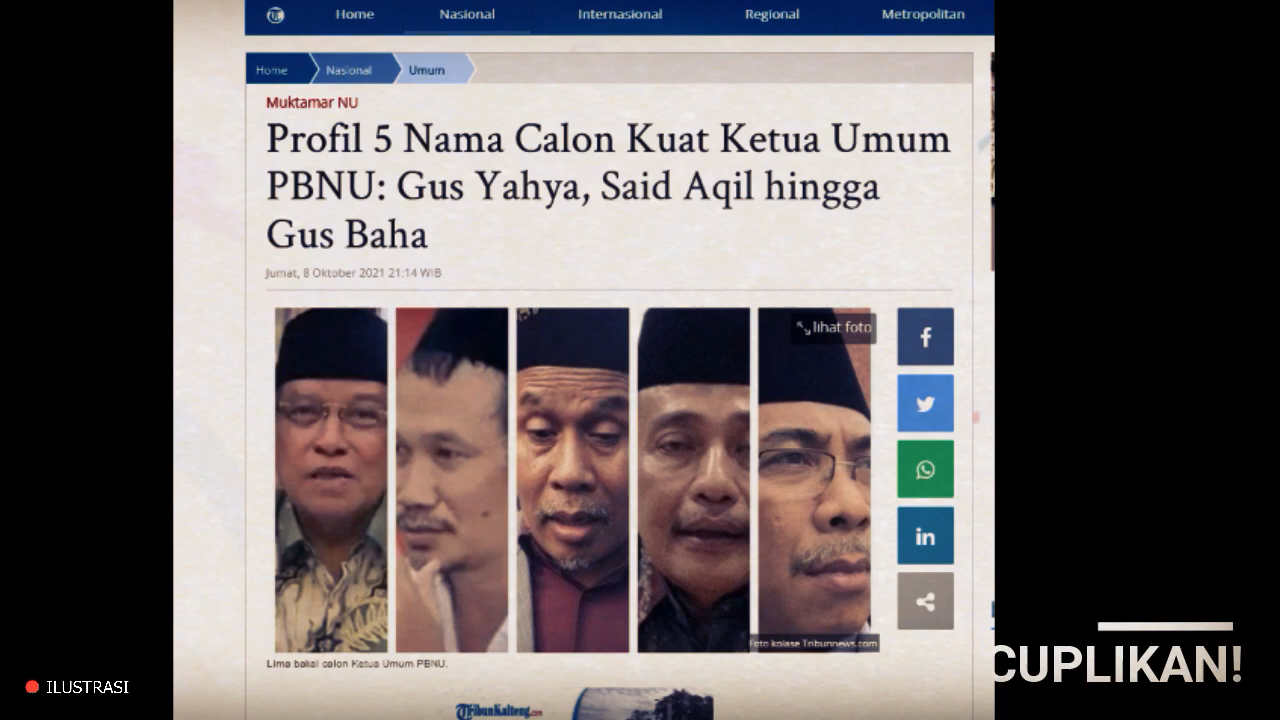 Home Nasional Internasional Regional Metropolitan
Home Nasional Umum
Muktamar NU
Profil 5 Nama Calon Kuat Ketua Umum
PBNU: Gus Yahya, Said Aqil hingga
Gus Baha
Jumat, 8 Oktober 2021 21:14 WIB
lihat foto
Foto kolase Tribunnews.com
Lima bakal calon Ketua Umum PBNU.
TribunKalteng.com
ILUSTRASI
CUPLIKAN!